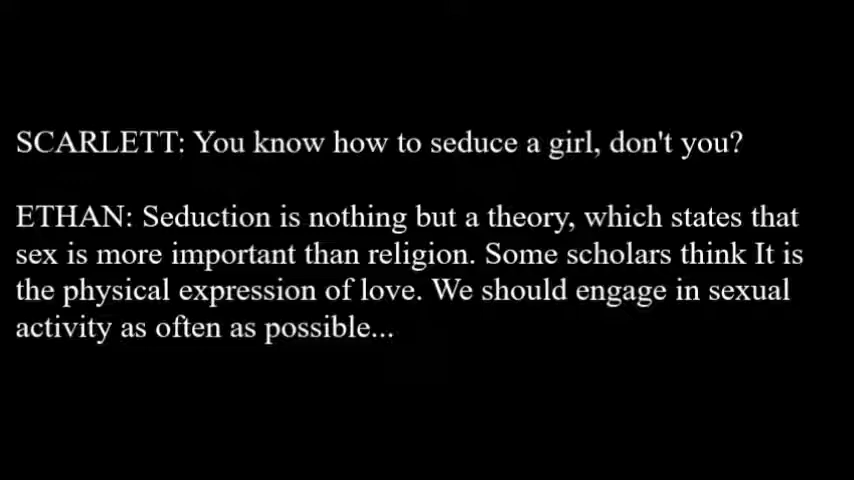 SCARLETT: You know how to seduce a girl, don't you?
ETHAN: Seduction is nothing but a theory, which states that
sex is more important than religion. Some scholars think It is
the physical expression of love. We should engage in sexual
activity as often as possible...